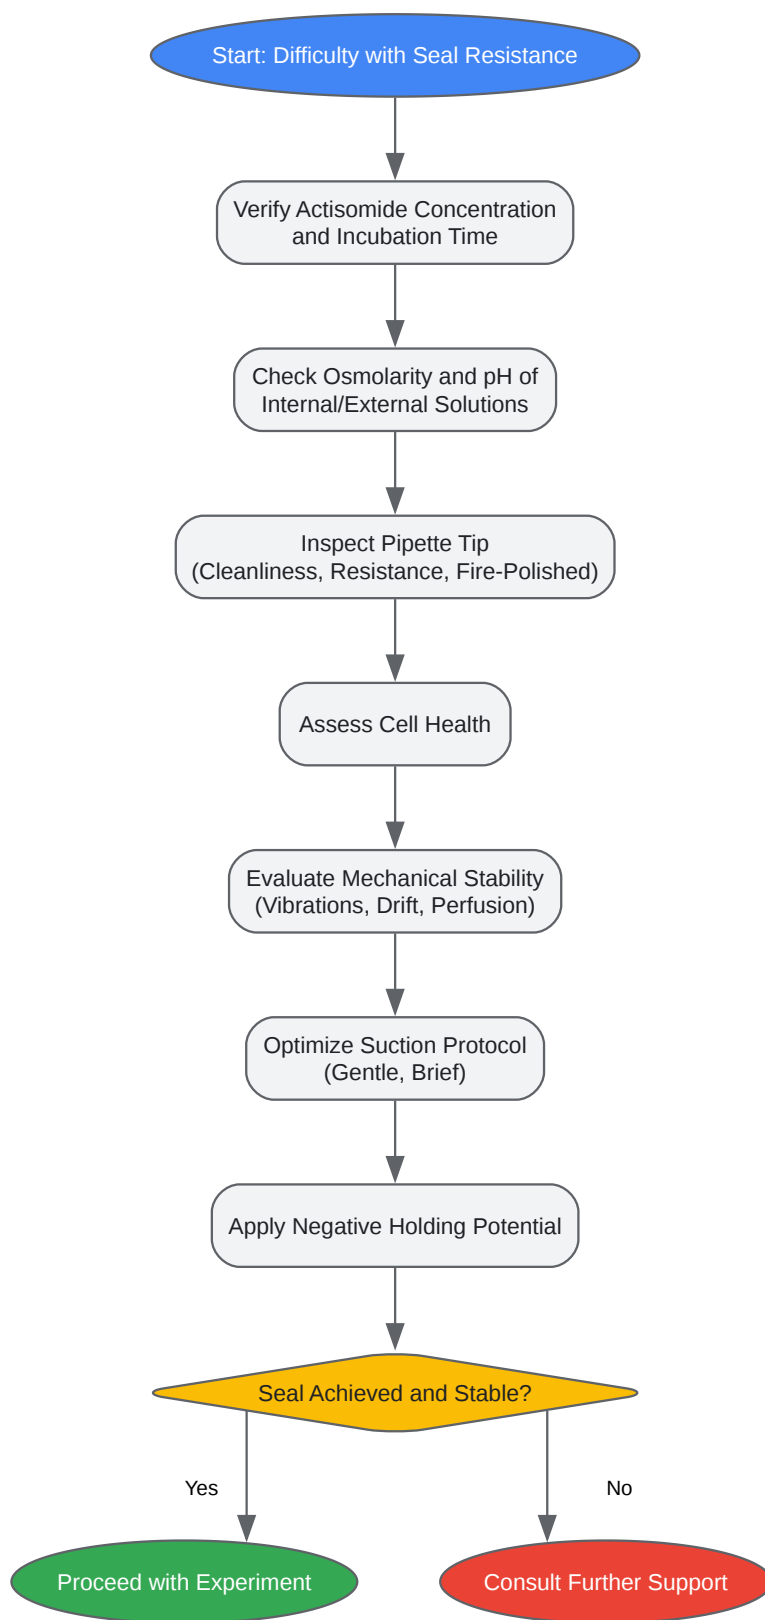 Start: Difficulty with Seal Resistance
Verify Actisomide Concentration
and Incubation Time
Check Osmolarity and pH of
Internal/External Solutions
Inspect Pipette Tip
(Cleanliness, Resistance, Fire-Polished)
Assess Cell Health
Evaluate Mechanical Stability
(Vibrations, Drift, Perfusion)
Optimize Suction Protocol
(Gentle, Brief)
Apply Negative Holding Potential
Seal Achieved and Stable?
Yes
No
Proceed with Experiment
Consult Further Support